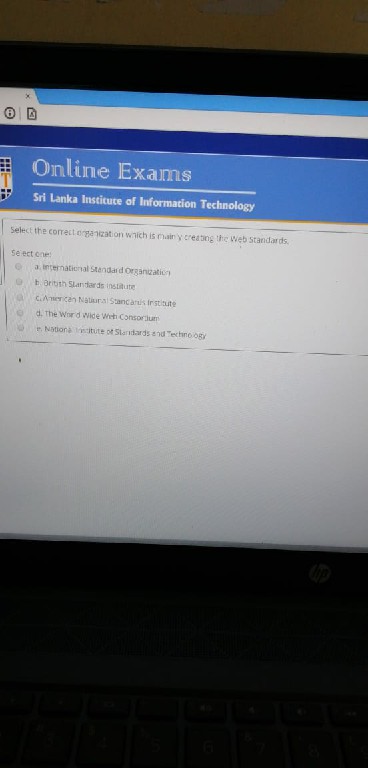 Online Exams
Sri Lanka Institute of Information Technology
Select the correct organization which is mainly creating the Web Standards.
Select one:
a. International Standard Organization
b. British Standards Institute
c. American National Standards Institute
d. The World Wide Web Consortium
e. National Institute of Standards and Technology
hp